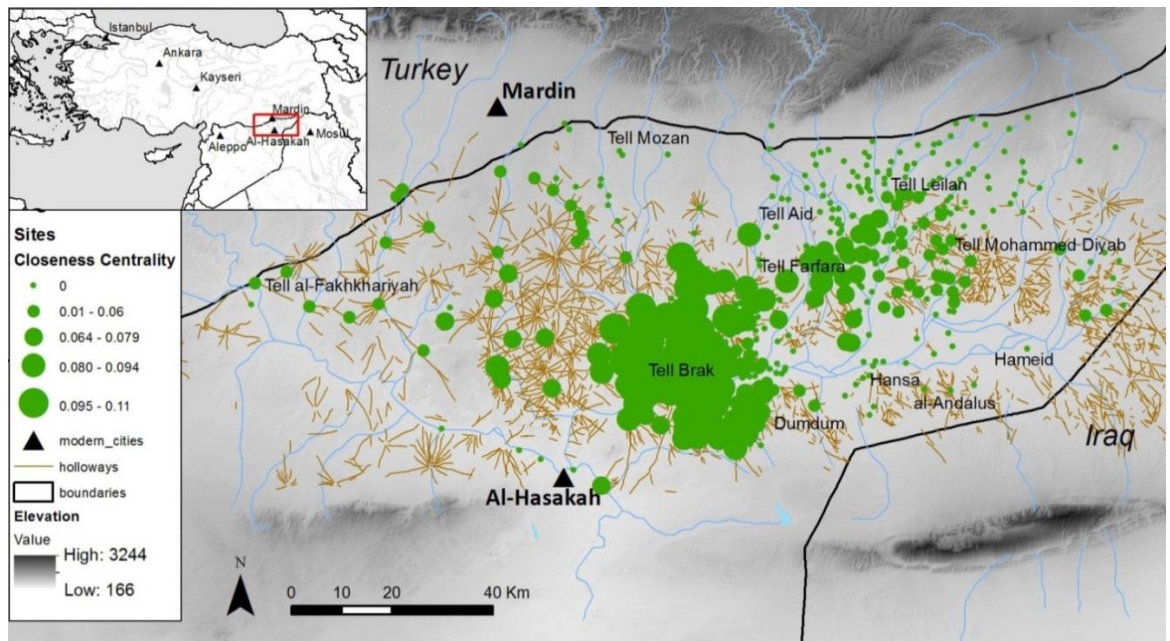 Istanbul
Ankara
Kayseri
Mardin
Aleppo
Al-Hasakah
Mosul
Turkey
Mardin
Tell Mozan
Tell Leilan
Tell Aid
Tell Mohammed Diyab
Tell Farfara
Tell al-Fakhkhariyah
Tell Brak
Hameid
Hansa
al-Andalus
Dumdum
Iraq
Al-Hasakah
Sites
Closeness Centrality
0
0.01 - 0.06
0.064 - 0.079
0.080 - 0.094
0.095 - 0.11
modern_cities
holloways
boundaries
Elevation
Value
High: 3244
Low: 166
N
0 10 20 40 Km